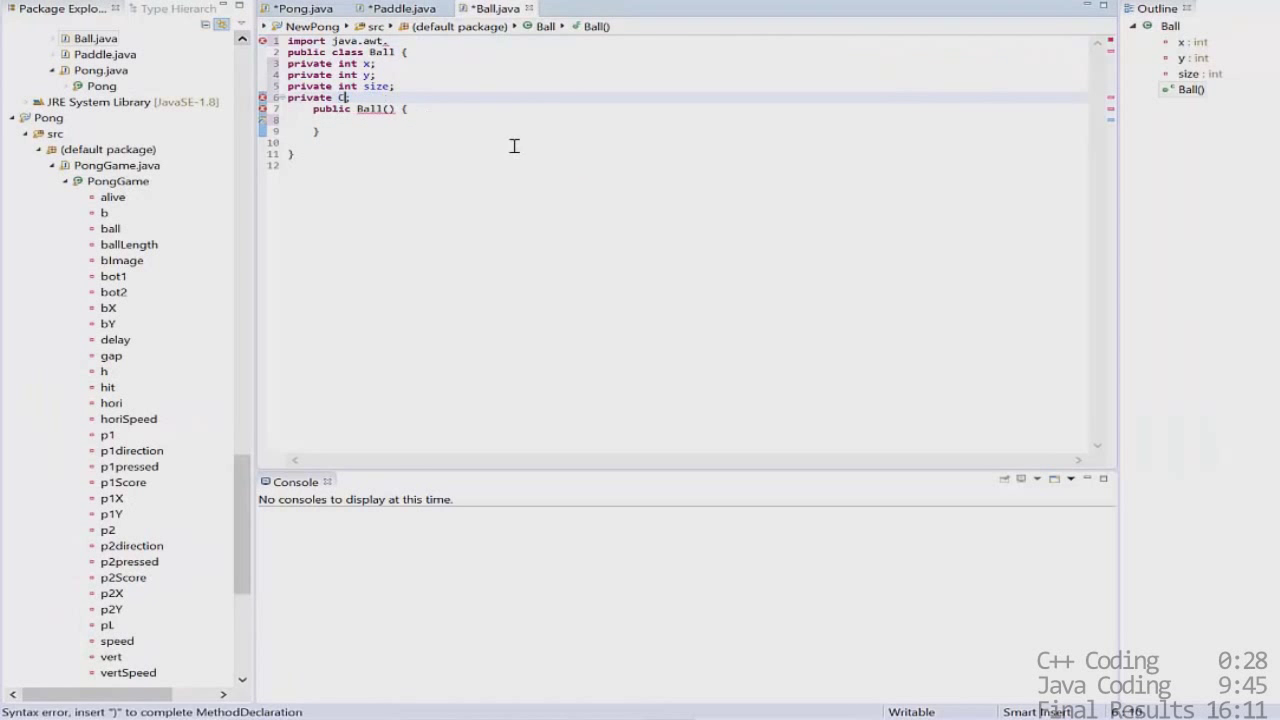 Package Explo... Type Hierarch
Ball.java
Paddle.java
Pong.java
Pong
JRE System Library [JavaSE-1.8]
Pong
src
(default package)
PongGame.java
PongGame
alive
b
ball
ballLength
bImage
bot1
bot2
bX
bY
delay
gap
h
hit
hori
horiSpeed
p1
p1direction
p1pressed
p1Score
p1X
p1Y
p2
p2direction
p2pressed
p2Score
p2X
p2Y
pL
speed
vert
vertSpeed
*Pong.java *Paddle.java *Ball.java
NewPong src (default package) Ball Ball()
1 import java.awt.
2 public class Ball {
3 private int x;
4 private int y;
5 private int size;
6 private C;
7 public Ball() {
8
9 }
10
11 }
12
Console
No consoles to display at this time.
Outline
Ball
x : int
y : int
size : int
Ball()
C++ Coding 0:28
Java Coding 9:45
Final Results 16:11
Syntax error, insert "}" to complete MethodDeclaration Writable Smart Insert